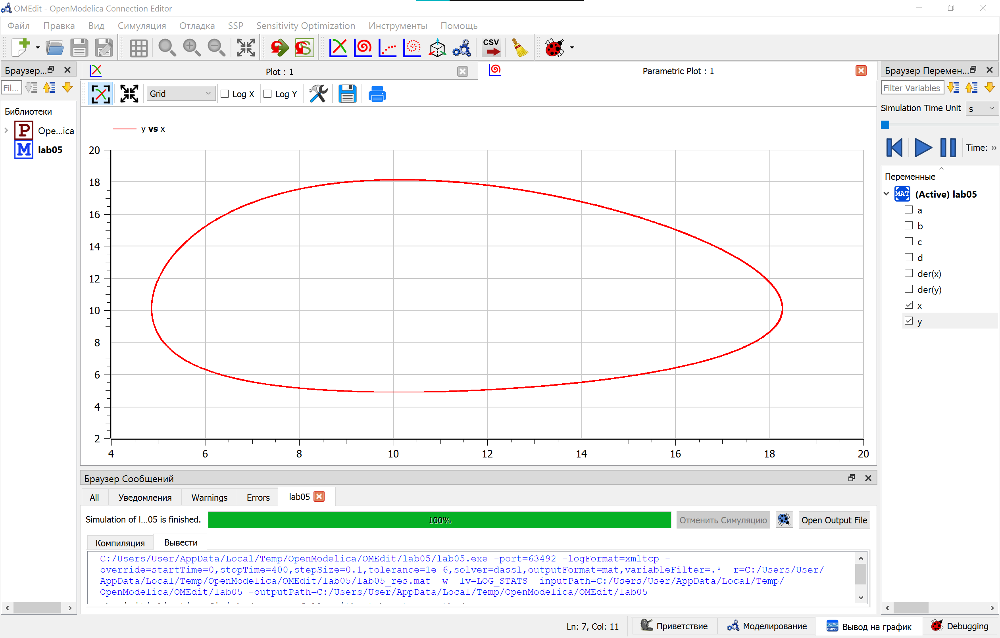 OMEdit - OpenModelica Connection Editor
Файл Правка Вид Симуляция Отладка SSP Sensitivity Optimization Инструменты Помощь
CSV
Браузер...
Fil...
Библиотеки
P Ope...ica
M lab05
Plot : 1
Parametric Plot : 1
Grid
Log X
Log Y
y vs x
20
18
16
14
12
10
8
6
4
2
4 6 8 10 12 14 16 18 20
Браузер Сообщений
All Уведомления Warnings Errors lab05
Simulation of l...05 is finished.
100%
Отменить Симуляцию
Open Output File
Компиляция Вывести
C:/Users/User/AppData/Local/Temp/OpenModelica/OMEdit/lab05/lab05.exe -port=63492 -logFormat=xmltcp -
override=startTime=0,stopTime=400,stepSize=0.1,tolerance=1e-6,solver=dassl,outputFormat=mat,variableFilter=.* -r=C:/Users/User/
AppData/Local/Temp/OpenModelica/OMEdit/lab05/lab05_res.mat -w -lv=LOG_STATS -inputPath=C:/Users/User/AppData/Local/Temp/
OpenModelica/OMEdit/lab05 -outputPath=C:/Users/User/AppData/Local/Temp/OpenModelica/OMEdit/lab05
Браузер Перемен...
Filter Variables
Simulation Time Unit s
Time: »
Переменные
MAT (Active) lab05
a
b
c
d
der(x)
der(y)
x
y
Ln: 7, Col: 11
Приветствие
Моделирование
OMPlot Вывод на график
Debugging